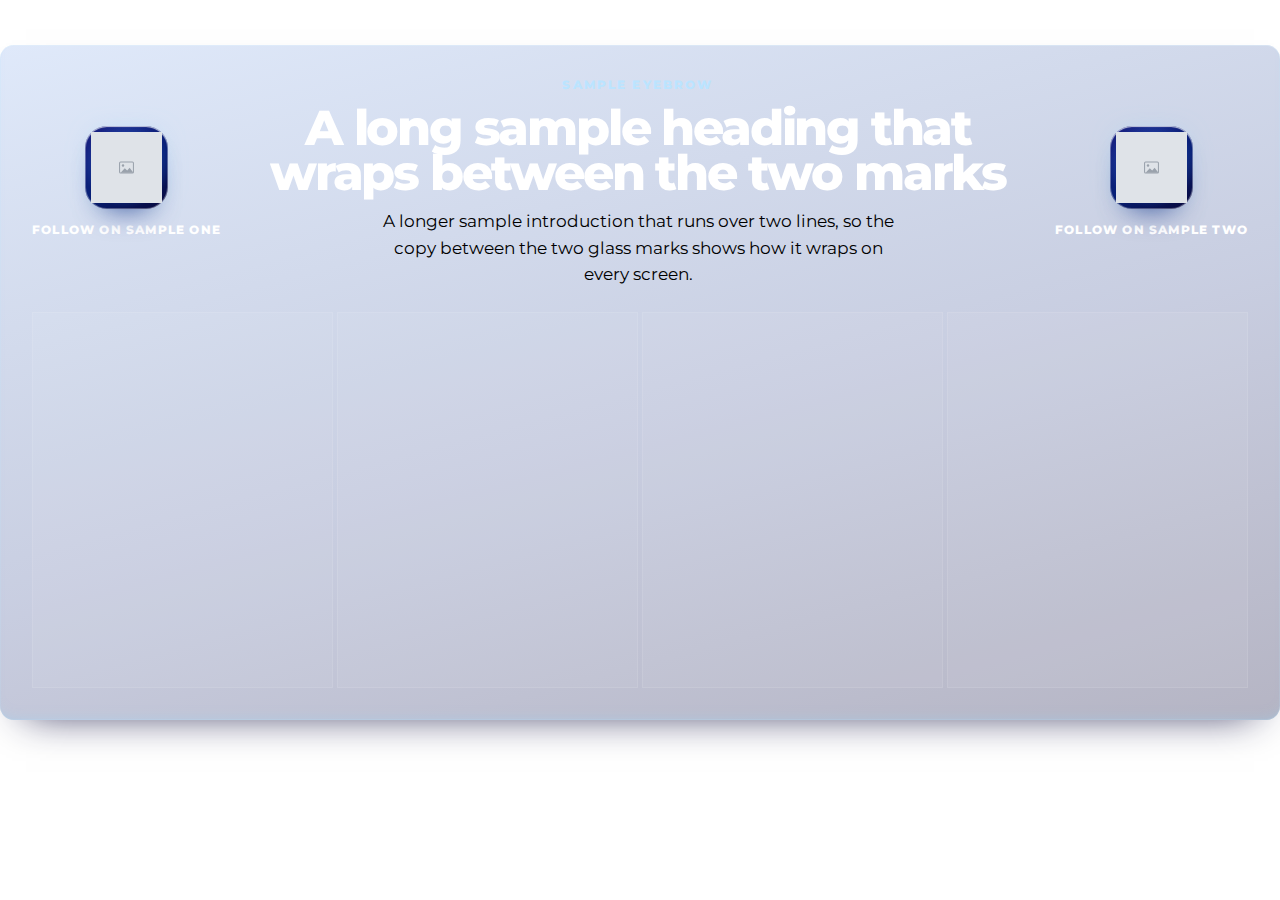 SAMPLE EYEBROW
A long sample heading that
wraps between the two marks
FOLLOW ON SAMPLE ONE
FOLLOW ON SAMPLE TWO
A longer sample introduction that runs over two lines, so the
copy between the two glass marks shows how it wraps on
every screen.